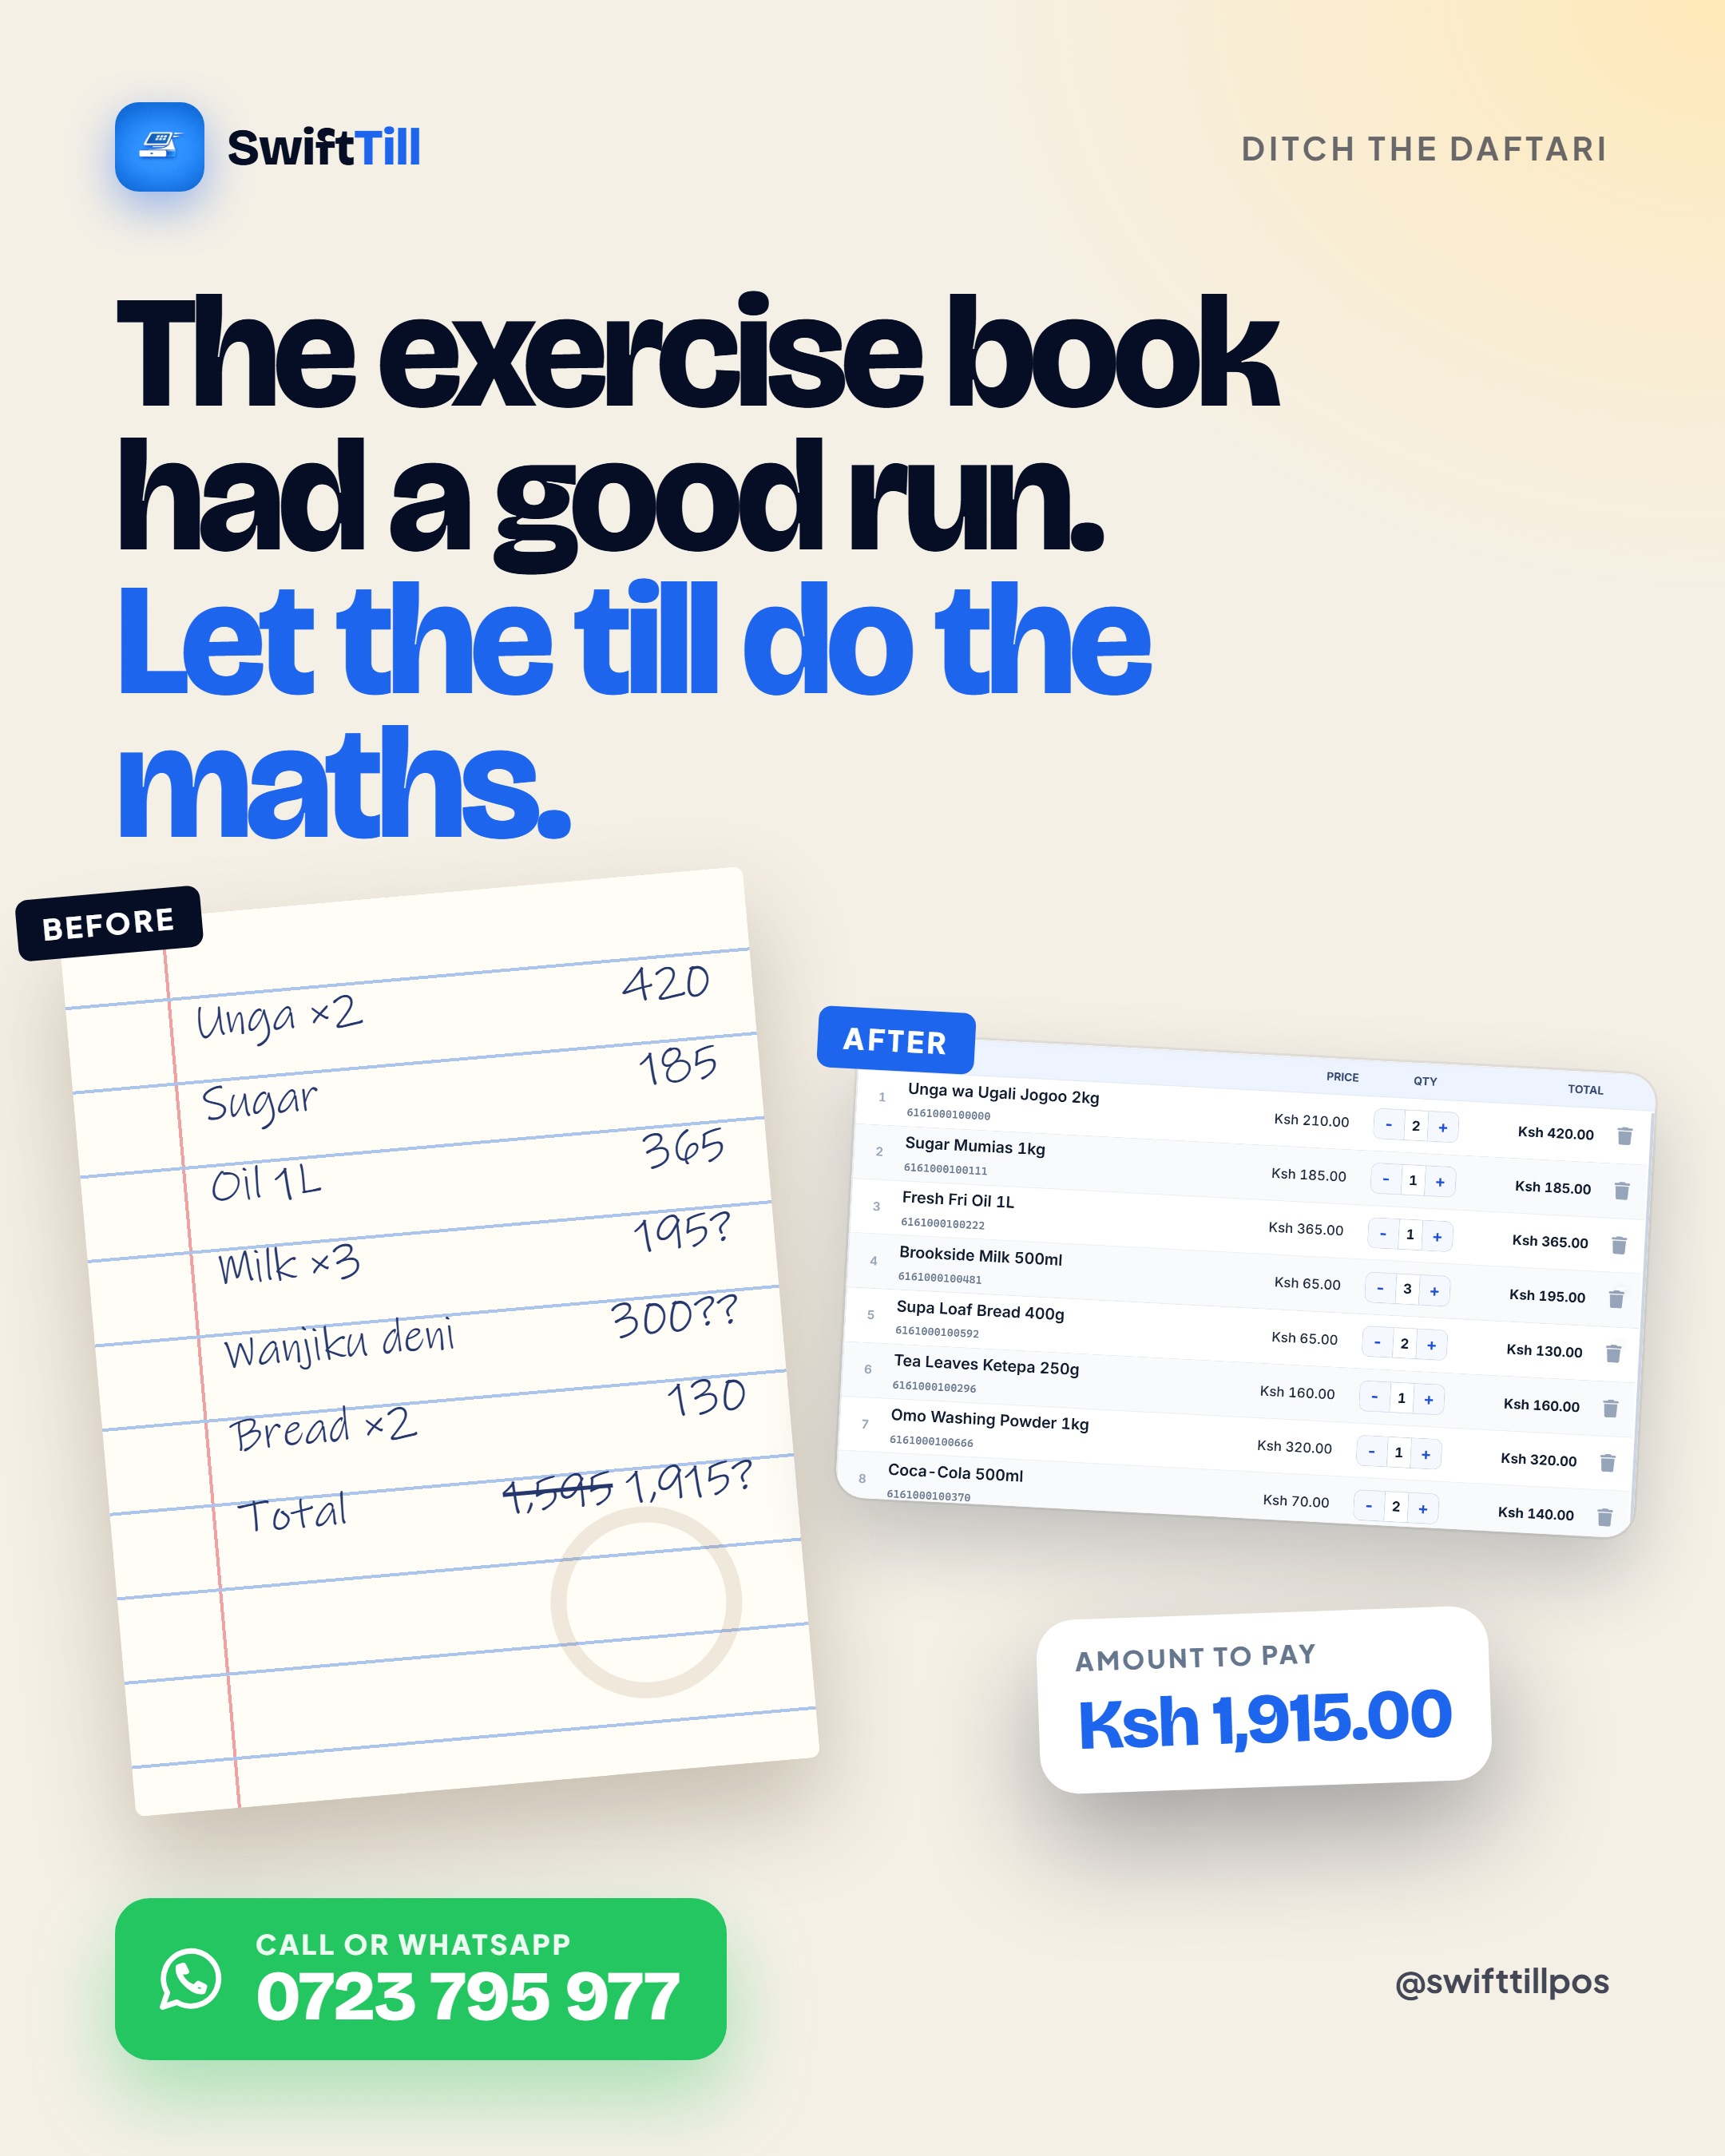 SwiftTill
DITCH THE DAFTARI
The exercise book
had a good run.
Let the till do the
maths.
BEFORE
Unga ×2 420
Sugar 185
Oil 1L 365
Milk ×3 195?
Wanjiku deni 300??
Bread ×2 130
Total 1,595 1,915?
AFTER
PRICE QTY TOTAL
1 Unga wa Ugali Jogoo 2kg Ksh 210.00 - 2 + Ksh 420.00
6161000100000
2 Sugar Mumias 1kg Ksh 185.00 - 1 + Ksh 185.00
6161000100111
3 Fresh Fri Oil 1L Ksh 365.00 - 1 + Ksh 365.00
6161000100222
4 Brookside Milk 500ml Ksh 65.00 - 3 + Ksh 195.00
6161000100481
5 Supa Loaf Bread 400g Ksh 65.00 - 2 + Ksh 130.00
6161000100592
6 Tea Leaves Ketepa 250g Ksh 160.00 - 1 + Ksh 160.00
6161000100296
7 Omo Washing Powder 1kg Ksh 320.00 - 1 + Ksh 320.00
6161000100666
8 Coca-Cola 500ml Ksh 70.00 - 2 + Ksh 140.00
6161000100370
AMOUNT TO PAY
Ksh 1,915.00
CALL OR WHATSAPP
0723 795 977
@swifttillpos